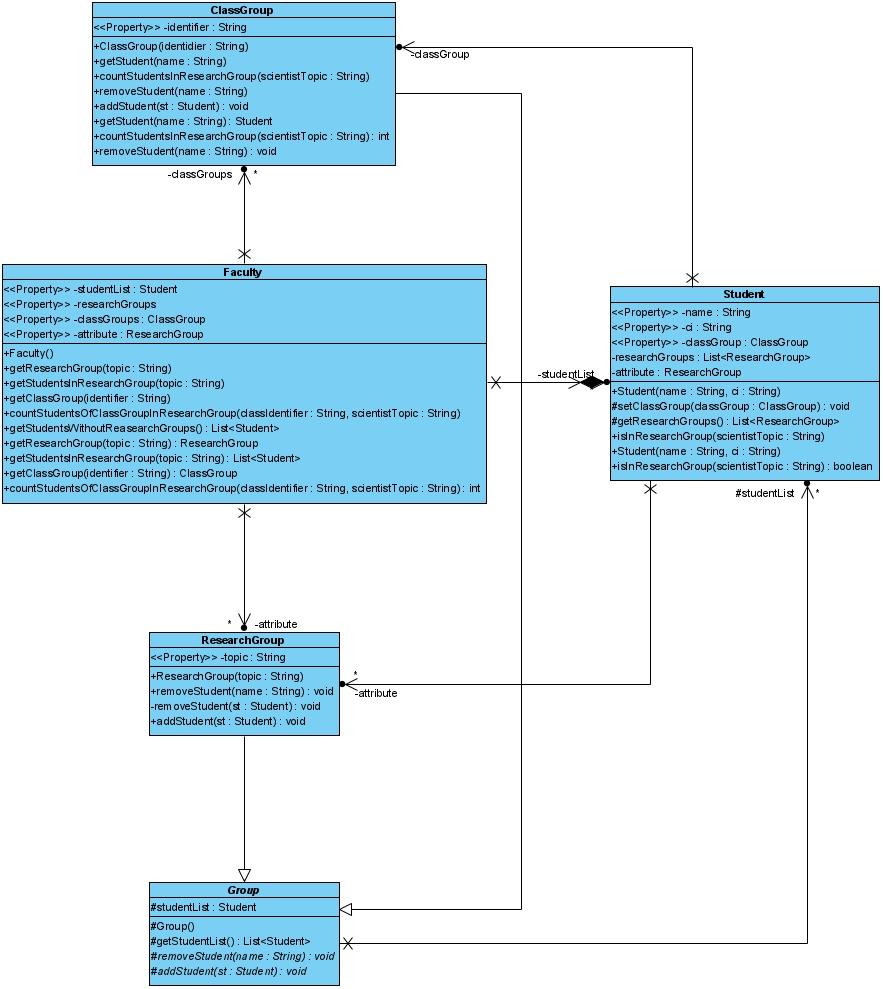 ClassGroup
<<Property>> -identifier : String
+ClassGroup(identidier : String)
+getStudent(name : String)
+countStudentsInResearchGroup(scientistTopic : String)
+removeStudent(name : String)
+addStudent(st : Student) : void
+getStudent(name : String) : Student
+countStudentsInResearchGroup(scientistTopic : String) : int
+removeStudent(name : String) : void
-classGroup
-classGroups
*
Faculty
<<Property>> -studentList : Student
<<Property>> -researchGroups
<<Property>> -classGroups : ClassGroup
<<Property>> -attribute : ResearchGroup
+Faculty()
+getResearchGroup(topic : String)
+getStudentsInResearchGroup(topic : String)
+getClassGroup(identifier : String)
+countStudentsOfClassGroupInResearchGroup(classIdentifier : String, scientistTopic : String)
+getStudentsWithoutReasearchGroups() : List<Student>
+getResearchGroup(topic : String) : ResearchGroup
+getStudentsInResearchGroup(topic : String) : List<Student>
+getClassGroup(identifier : String) : ClassGroup
+countStudentsOfClassGroupInResearchGroup(classIdentifier : String, scientistTopic : String) : int
-studentList
Student
<<Property>> -name : String
<<Property>> -ci : String
<<Property>> -classGroup : ClassGroup
-researchGroups : List<ResearchGroup>
-attribute : ResearchGroup
+Student(name : String, ci : String)
#setClassGroup(classGroup : ClassGroup) : void
#getResearchGroups() : List<ResearchGroup>
+isInResearchGroup(scientistTopic : String)
+Student(name : String, ci : String)
+isInResearchGroup(scientistTopic : String) : boolean
#studentList
*
*
-attribute
ResearchGroup
<<Property>> -topic : String
+ResearchGroup(topic : String)
+removeStudent(name : String) : void
-removeStudent(st : Student) : void
+addStudent(st : Student) : void
*
-attribute
Group
#studentList : Student
#Group()
#getStudentList() : List<Student>
#removeStudent(name : String) : void
#addStudent(st : Student) : void